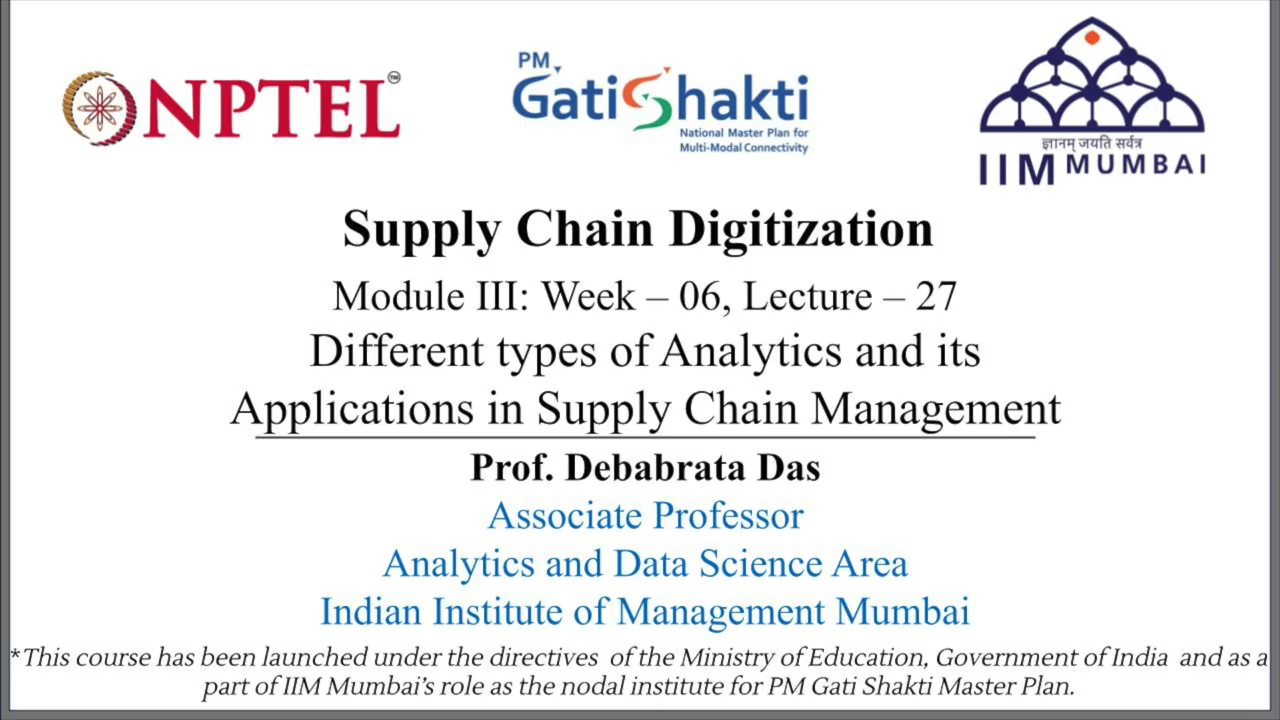 NPTEL™
PM
GatiShakti
National Master Plan for
Multi-Modal Connectivity
ज्ञानम् जयति सर्वत्र
IIM MUMBAI
Supply Chain Digitization
Module III: Week – 06, Lecture – 27
Different types of Analytics and its
Applications in Supply Chain Management
Prof. Debabrata Das
Associate Professor
Analytics and Data Science Area
Indian Institute of Management Mumbai
*This course has been launched under the directives of the Ministry of Education, Government of India and as a
part of IIM Mumbai's role as the nodal institute for PM Gati Shakti Master Plan.